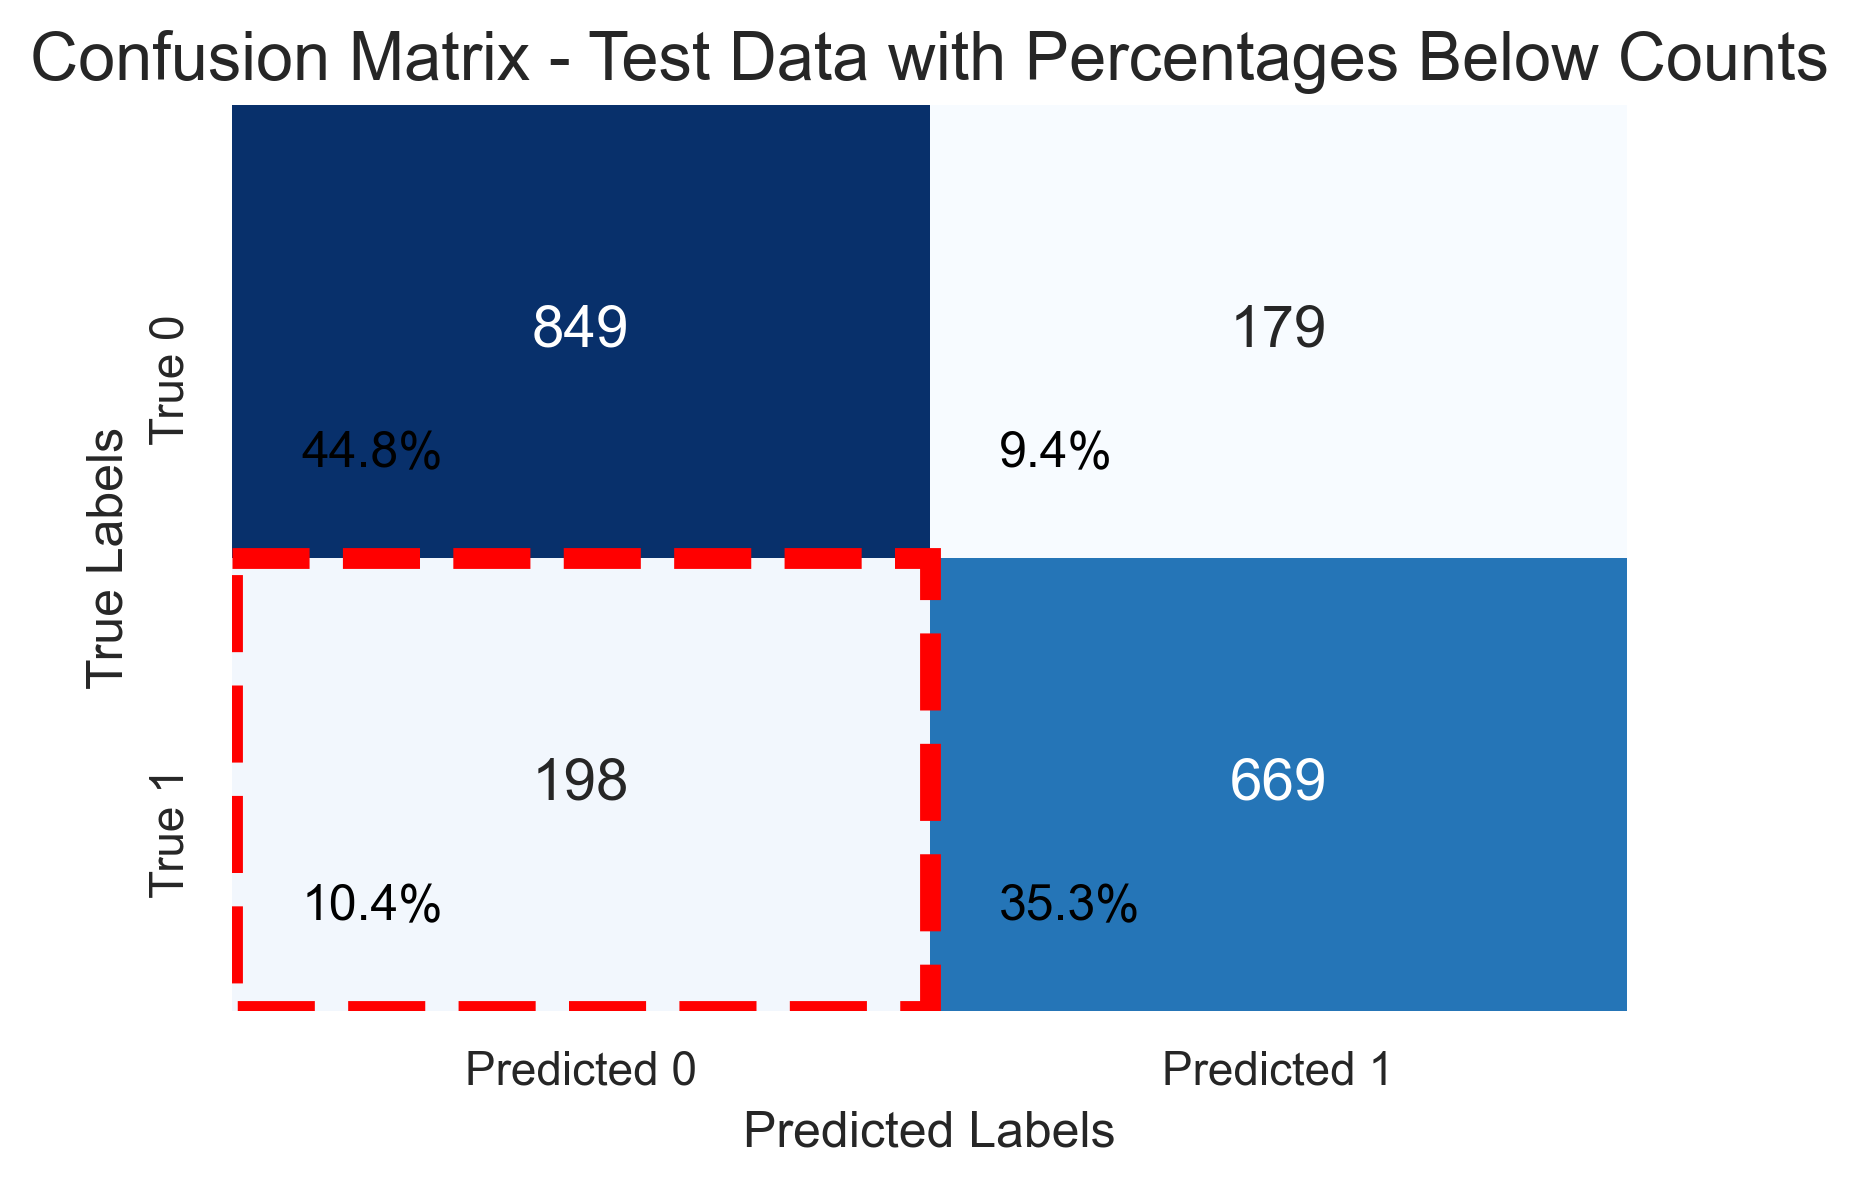 Confusion Matrix - Test Data with Percentages Below Counts
True Labels
True 0
849
179
44.8%
9.4%
True 1
198
669
10.4%
35.3%
Predicted 0
Predicted 1
Predicted Labels